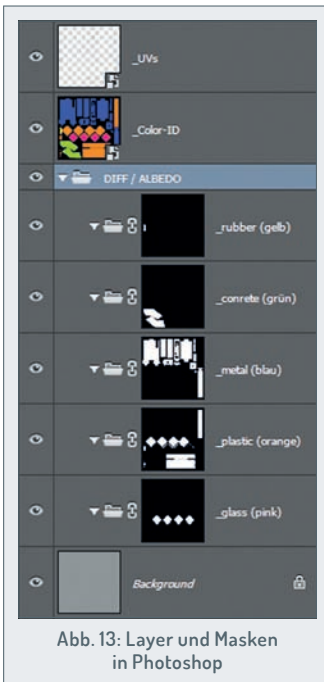 _UVs
_Color-ID
DIFF / ALBEDO
_rubber (gelb)
_conrete (grün)
_metal (blau)
_plastic (orange)
_glass (pink)
Background
Abb. 13: Layer und Masken
in Photoshop